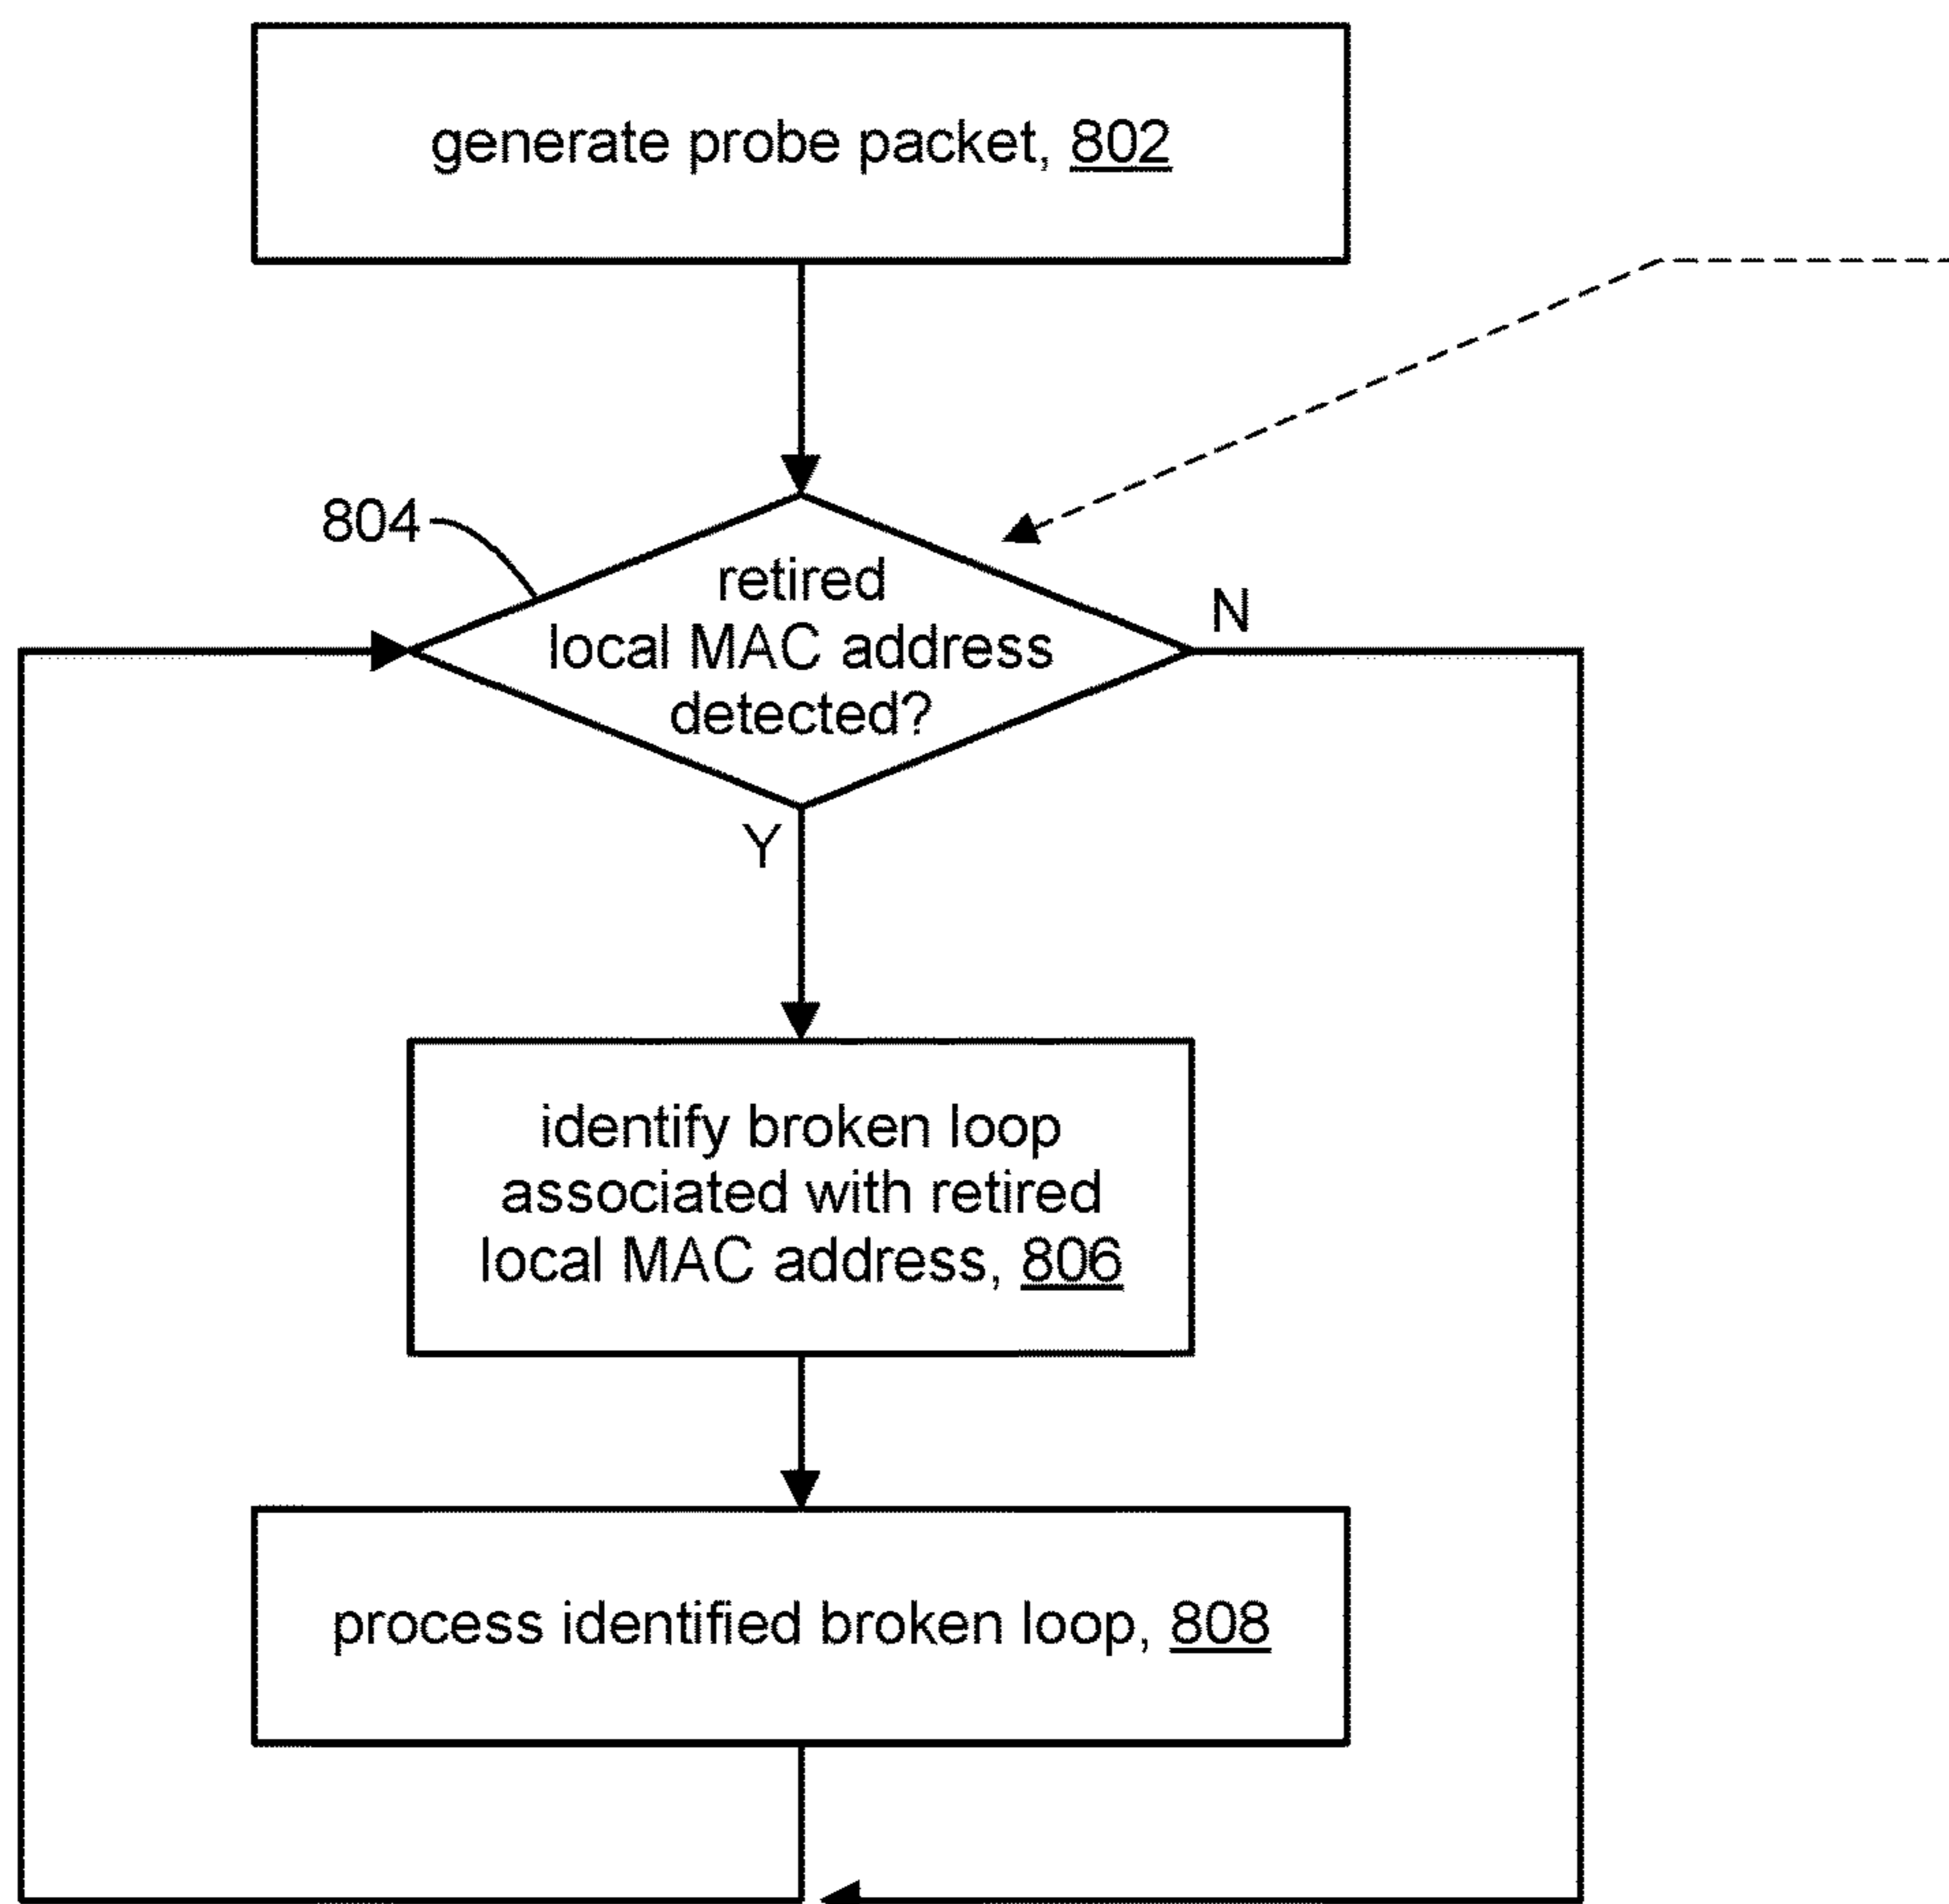 generate probe packet, 802
804
retired
local MAC address
detected?
N
Y
identify broken loop
associated with retired
local MAC address, 806
process identified broken loop, 808